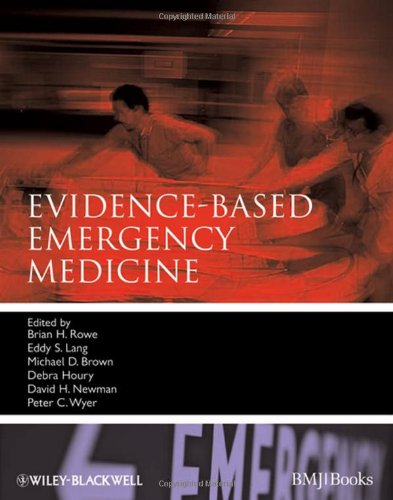 EVIDENCE-BASED
EMERGENCY
MEDICINE
Edited by
Brian H. Rowe
Eddy S. Lang
Michael D. Brown
Debra Houry
David H. Newman
Peter C. Wyer
EMERGENCY
WILEY-BLACKWELL
BMJ|Books